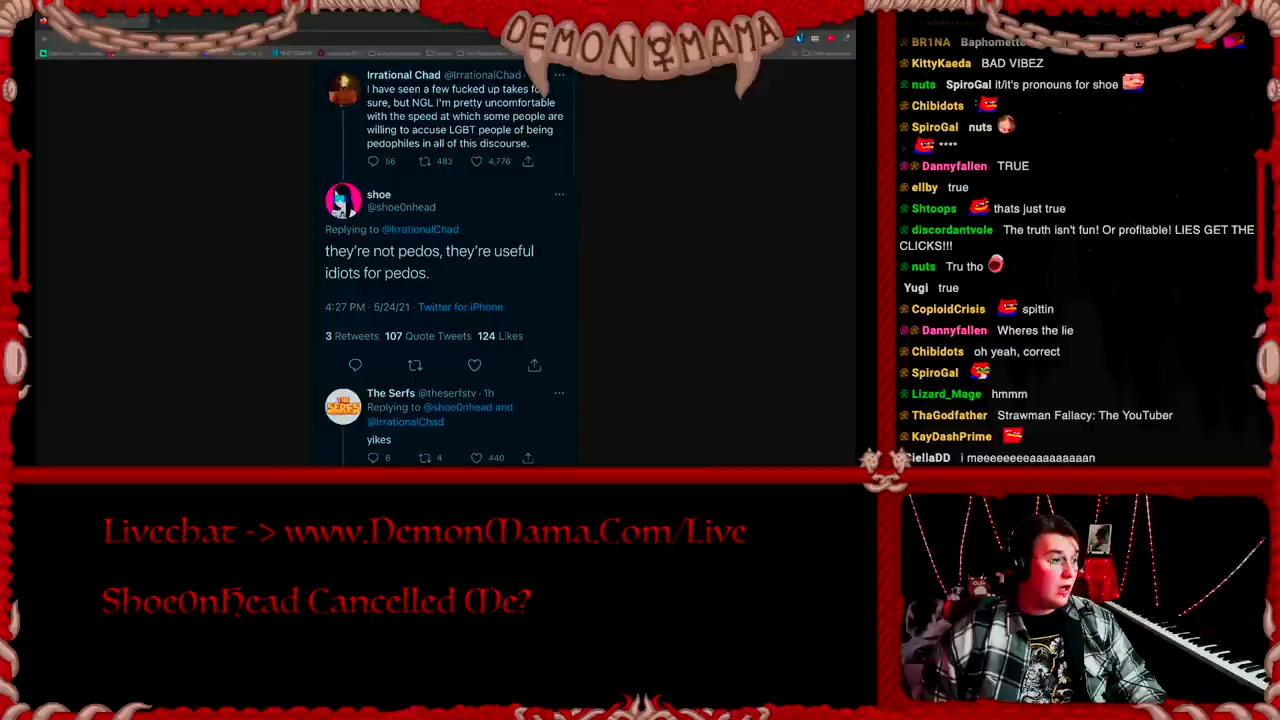 DEMON MAMA
Irrational Chad @IrrationalChad ·
I have seen a few fucked up takes for
sure, but NGL I'm pretty uncomfortable
with the speed at which some people are
willing to accuse LGBT people of being
pedophiles in all of this discourse.
56 483 4,776
shoe
@shoe0nhead
Replying to @IrrationalChad
they're not pedos, they're useful
idiots for pedos.
4:27 PM · 5/24/21 · Twitter for iPhone
3 Retweets 107 Quote Tweets 124 Likes
The Serfs @theserfstv · 1h
Replying to @shoe0nhead and
@IrrationalChad
yikes
6 4 440
BR1NA Baphomette
KittyKaeda BAD VIBEZ
nuts SpiroGal it/it's pronouns for shoe
Chibidots
SpiroGal nuts
****
Dannyfallen TRUE
ellby true
Shtoops thats just true
discordantvole The truth isn't fun! Or profitable! LIES GET THE
CLICKS!!!
nuts Tru tho
Yugi true
CopioidCrisis spittin
Dannyfallen Wheres the lie
Chibidots oh yeah, correct
SpiroGal
Lizard_Mage hmmm
ThaGodfather Strawman Fallacy: The YouTuber
KayDashPrime
i meeeeeeeaaaaaaaaan
Livechat -> www.DemonMama.Com/Live
Shoe0nHead Cancelled Me?